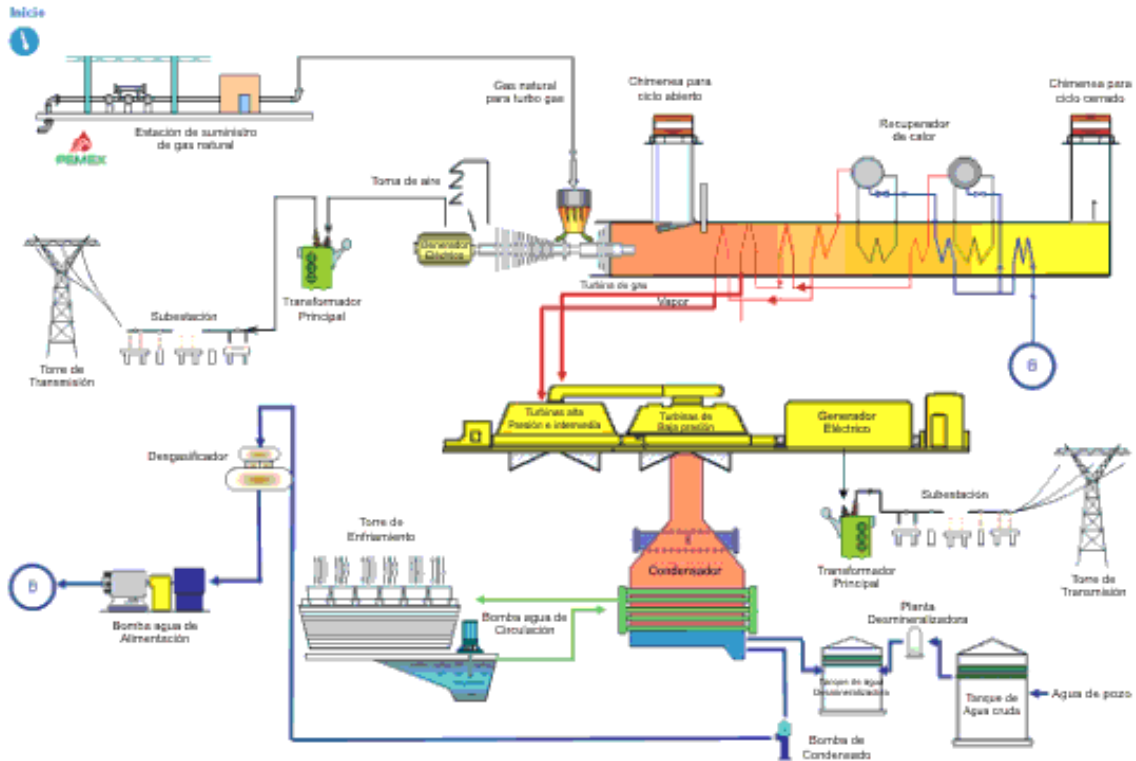 Inicio
Estación de suministro
de gas natural
PEMEX
Gas natural
para turbo gas
Chimenea para
ciclo abierto
Recuperador
de calor
Chimenea para
ciclo cerrado
Toma de aire
Generador
Eléctrico
Turbina de gas
Vapor
Transformador
Principal
Subestación
Torre de
Transmisión
Turbinas alta
Presión e intermedia
Turbinas de
Baja presión
Generador
Eléctrico
Desgasificador
Torre de
Enfriamiento
Condensador
Subestación
Transformador
Principal
Torre de
Transmisión
Bomba agua de
Alimentación
Bomba agua de
Circulación
Planta
Desmineralizadora
Tanque de agua
Desmineralizadora
Tanque de
Agua cruda
Agua de pozo
Bomba de
Condensado